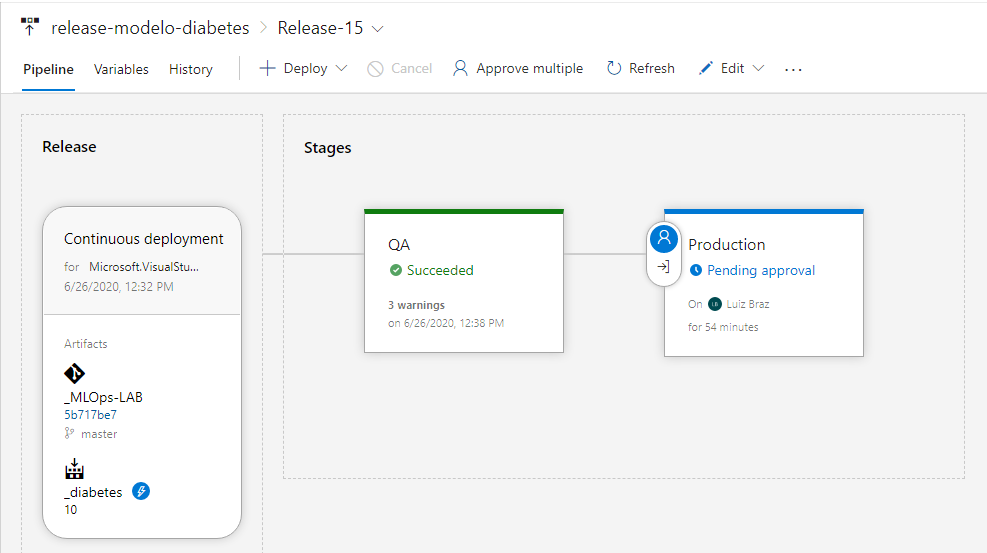 release-modelo-diabetes > Release-15
Pipeline Variables History Deploy Cancel Approve multiple Refresh Edit ...
Release
Stages
Continuous deployment
for Microsoft.VisualStu...
6/26/2020, 12:32 PM
Artifacts
_MLOps-LAB
5b717be7
master
_diabetes
10
QA
Succeeded
3 warnings
on 6/26/2020, 12:38 PM
Production
Pending approval
On LB Luiz Braz
for 54 minutes